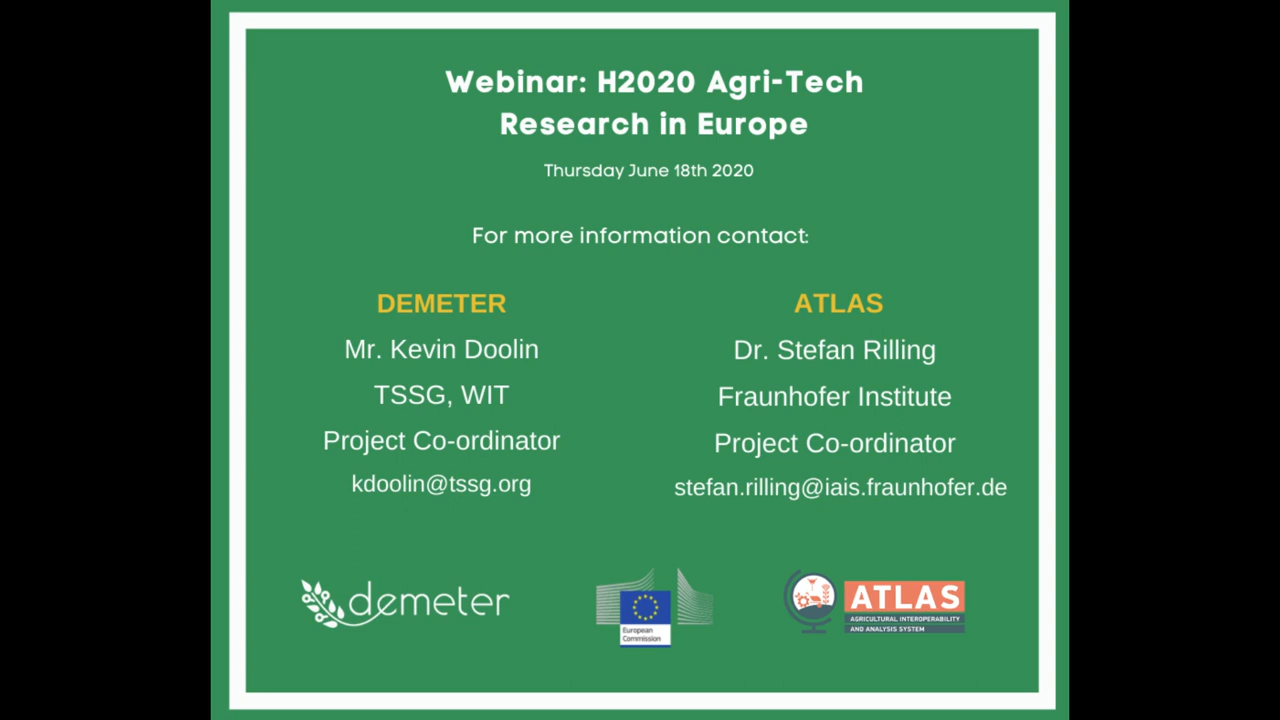 Webinar: H2020 Agri-Tech
Research in Europe
Thursday June 18th 2020
For more information contact:
DEMETER
Mr. Kevin Doolin
TSSG, WIT
Project Co-ordinator
kdoolin@tssg.org
ATLAS
Dr. Stefan Rilling
Fraunhofer Institute
Project Co-ordinator
stefan.rilling@iais.fraunhofer.de
demeter
European
Commission
ATLAS
AGRICULTURAL INTEROPERABILITY
AND ANALYSIS SYSTEM